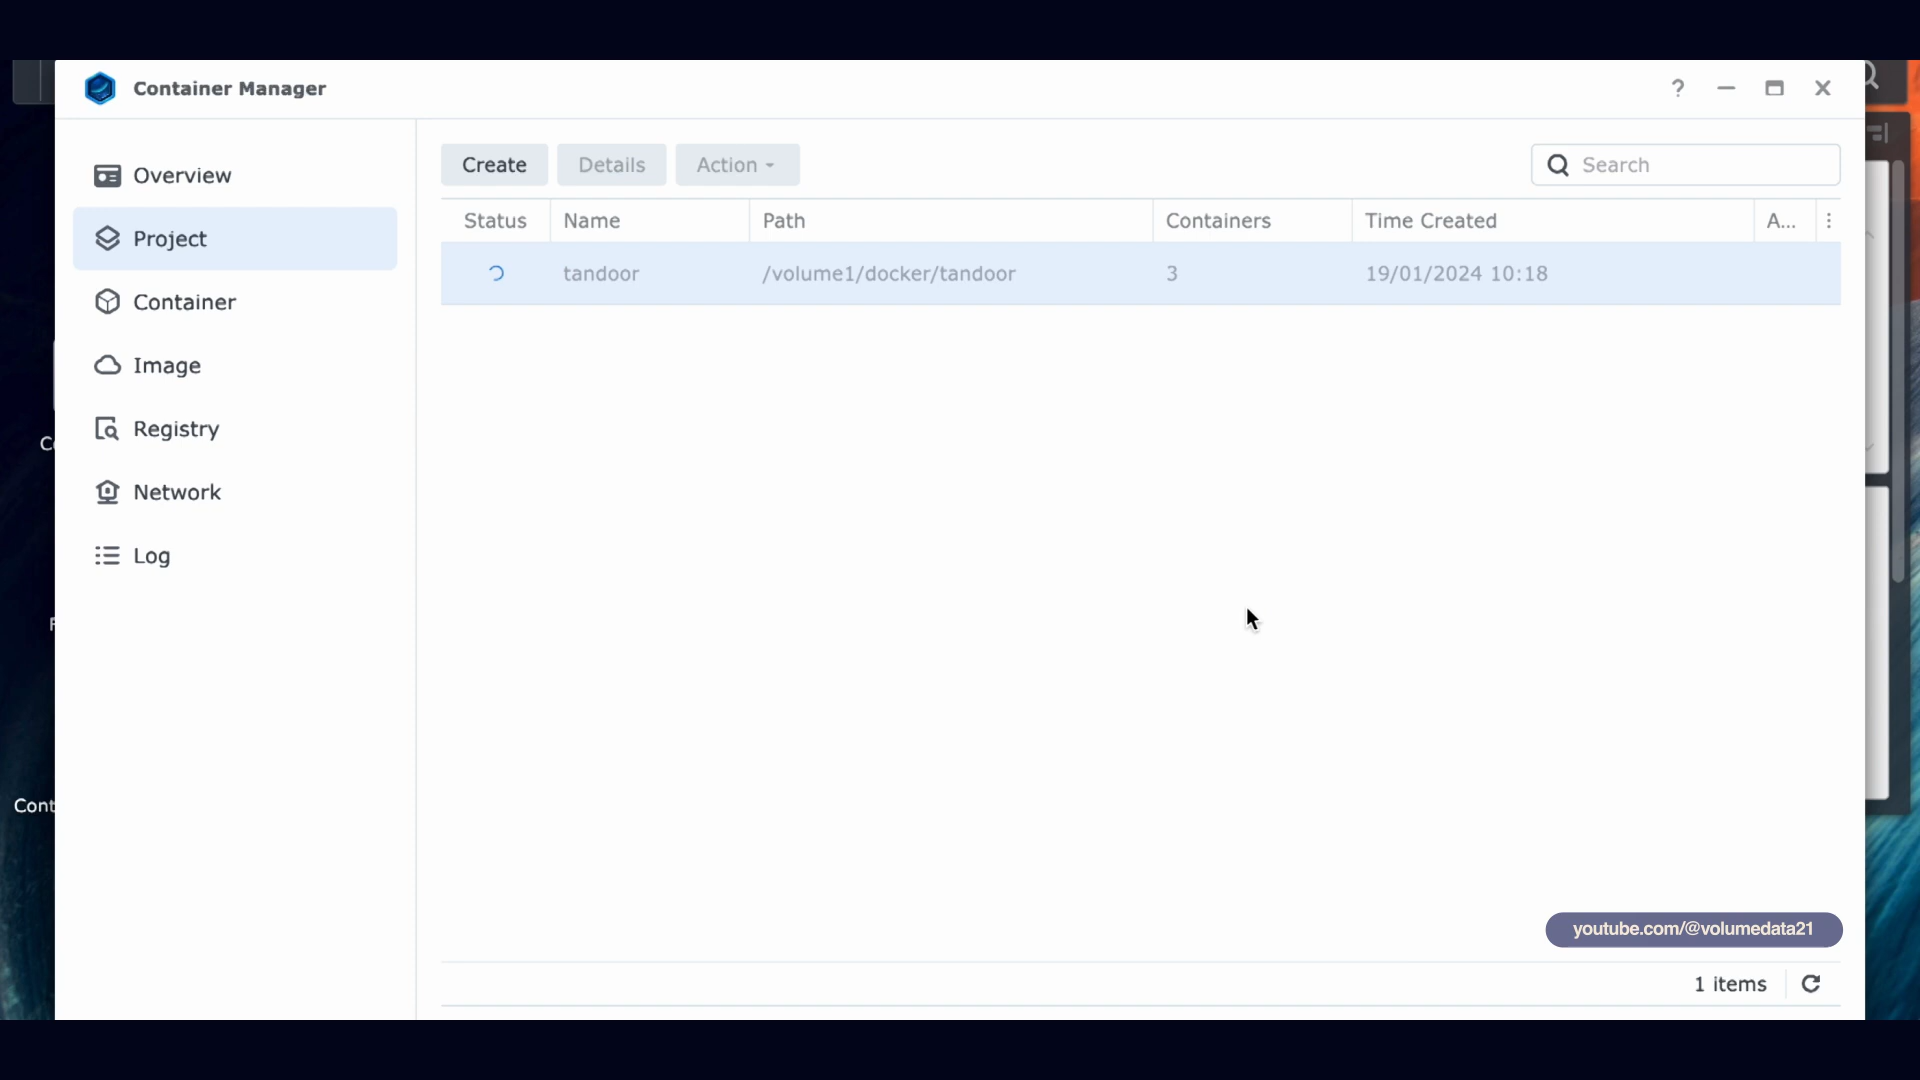 Container Manager
Overview
Project
Container
Image
Registry
Network
Log
Create Details Action
Search
Status Name Path Containers Time Created A...
tandoor /volume1/docker/tandoor 3 19/01/2024 10:18
Cont
youtube.com/@volumedata21
1 items